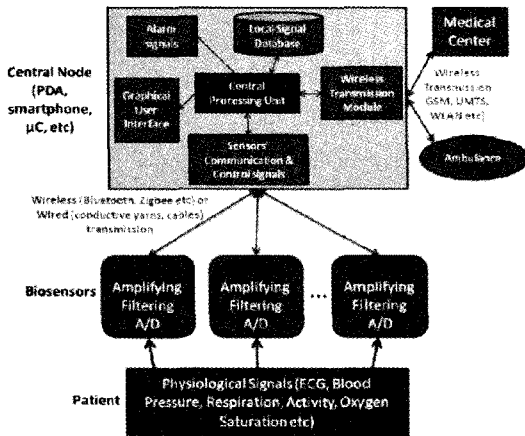 Alarm
signals
Local Signal
Database
Medical
Center
Central Node
(PDA,
smartphone,
µC, etc)
Graphical
User
Interface
Central
Processing Unit
Wireless
Transmission
Module
Wireless
Transmission
GSM, UMTS,
WLAN etc)
Sensors'
Communication &
Control signals
Ambulance
Wireless (Bluetooth, Zigbee etc) or
Wired (conductive yarns, cables)
transmission
Biosensors
Amplifying
Filtering
A/D
Amplifying
Filtering
A/D
...
Amplifying
Filtering
A/D
Patient
Physiological Signals (ECG, Blood
Pressure, Respiration, Activity, Oxygen
Saturation etc)